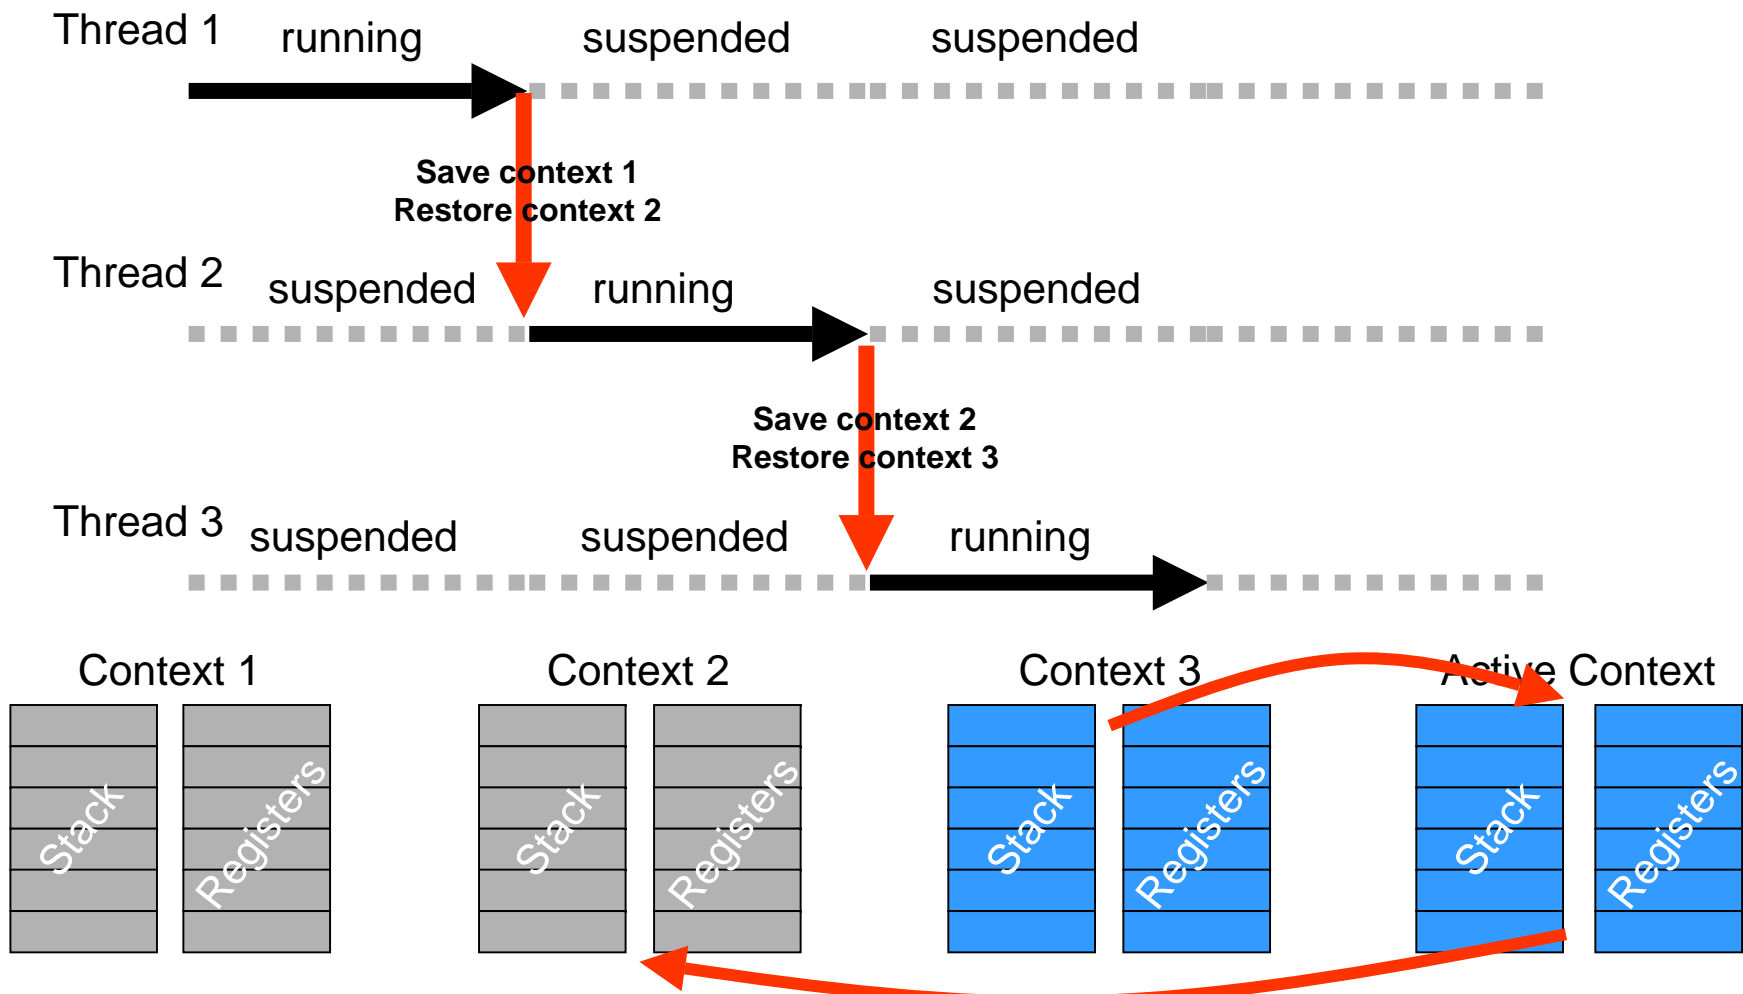 Thread 1
running
suspended
suspended
Save context 1
Restore context 2
Thread 2
suspended
running
suspended
Save context 2
Restore context 3
Thread 3
suspended
suspended
running
Context 1
Context 2
Context 3
Active Context
Stack
Registers
Stack
Registers
Stack
Registers
Stack
Registers